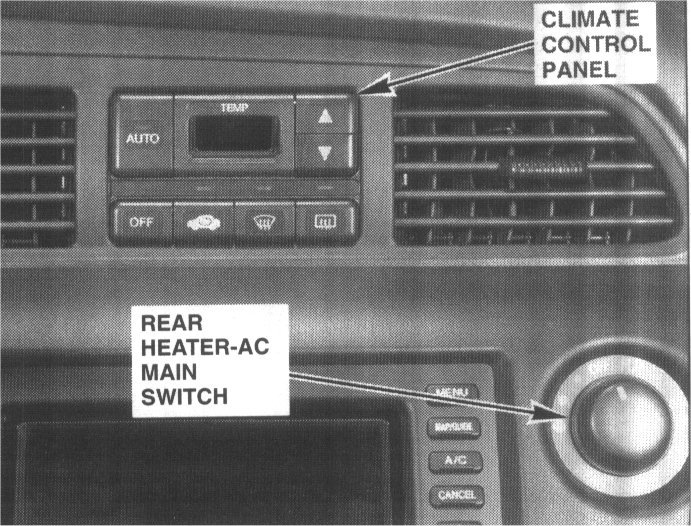 CLIMATE
CONTROL
PANEL
TEMP
AUTO
OFF
REAR
HEATER-AC
MAIN
SWITCH
MENU
MAP/GUIDE
A/C
CANCEL